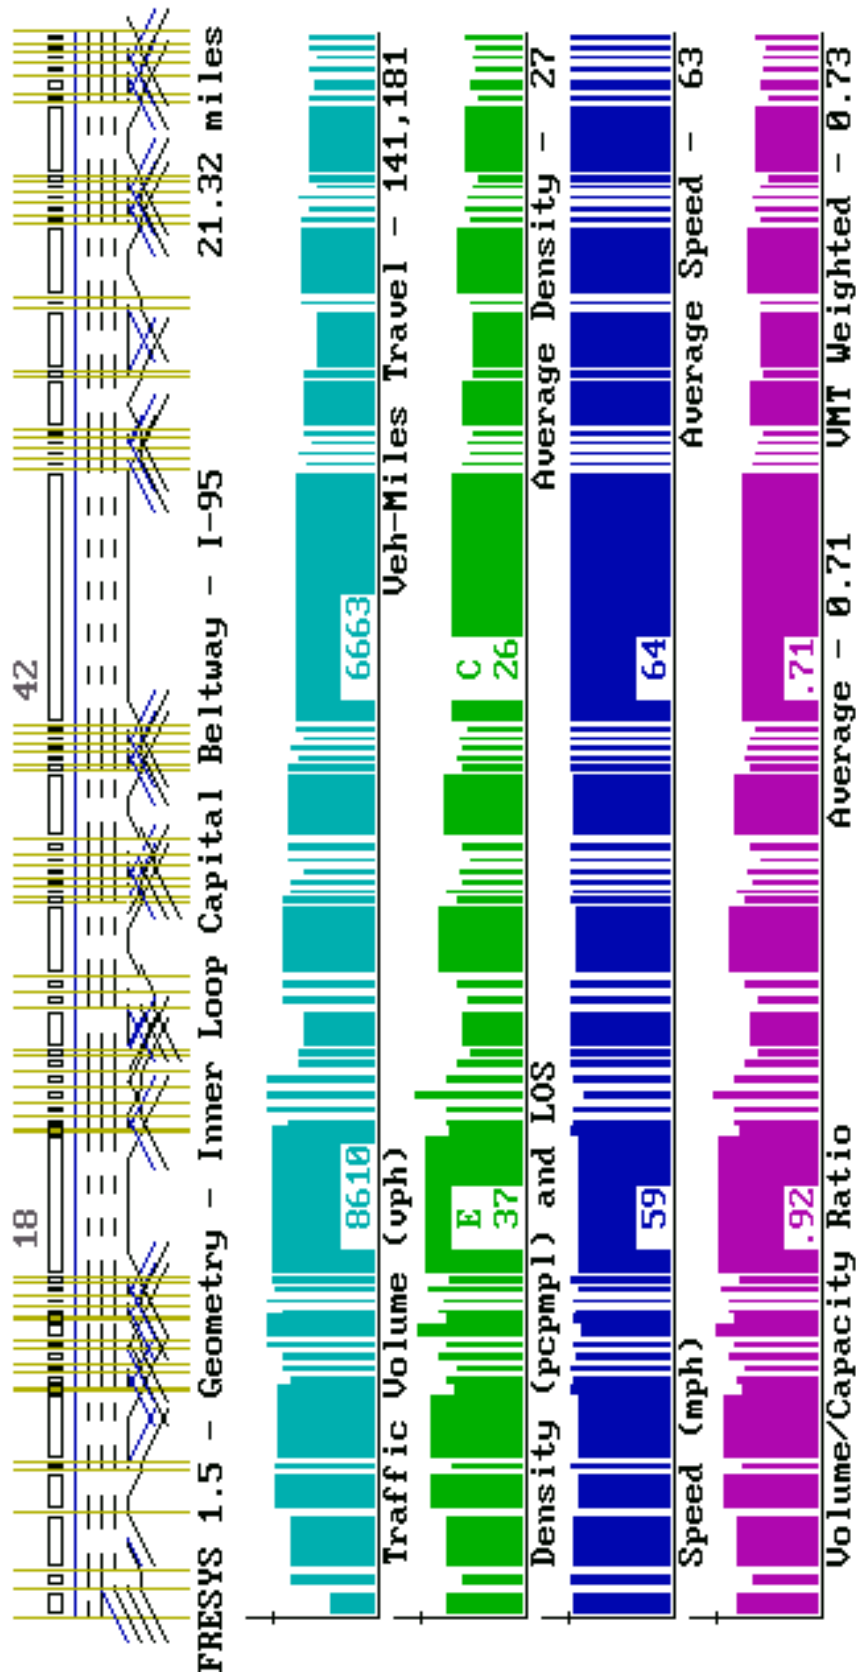 18 42
FRESYS 1.5 - Geometry - Inner Loop Capital Beltway - I-95 21.32 miles
8610 6663
Traffic Volume (vph) Veh-Miles Travel - 141,181
E C
37 26
Density (pcpmpl) and LOS Average Density - 27
59 64
Speed (mph) Average Speed - 63
.92 .71
Volume/Capacity Ratio Average - 0.71 VMT Weighted - 0.73